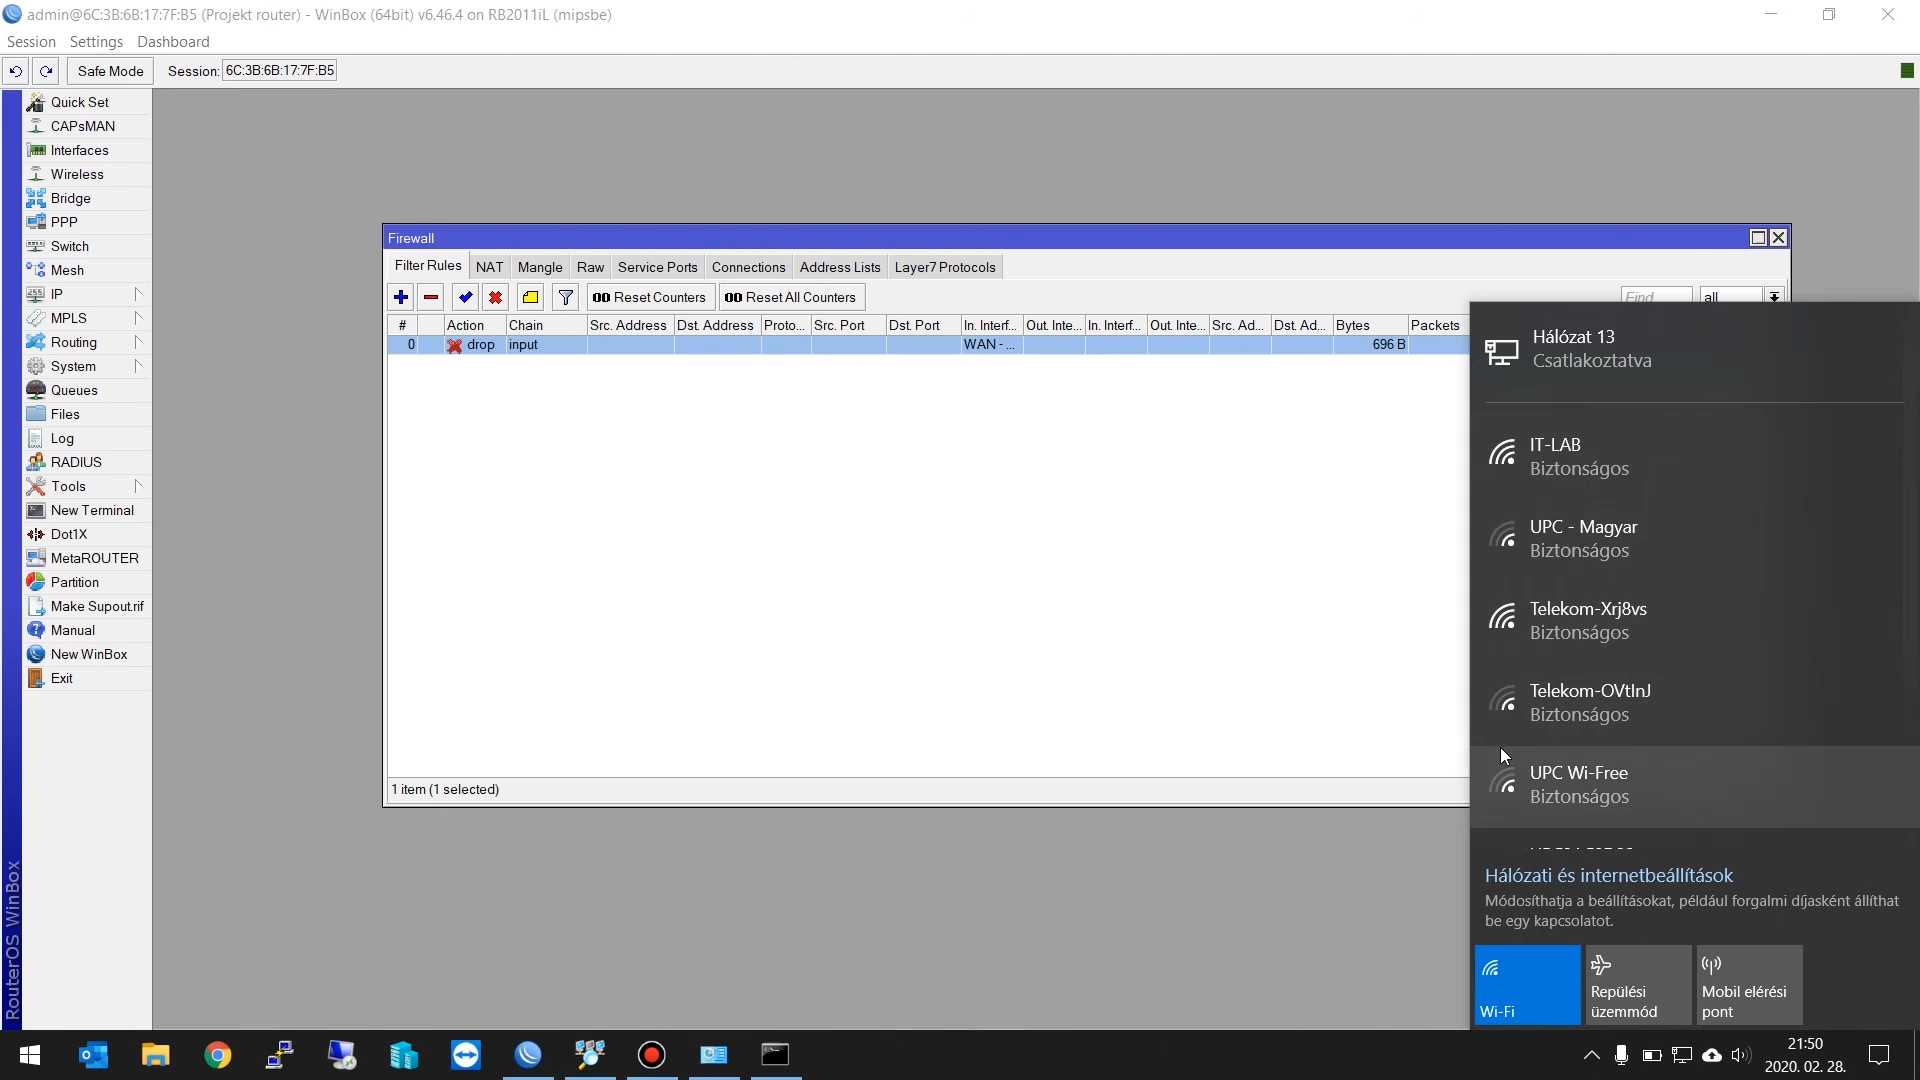 admin@6C:3B:6B:17:7F:B5 (Projekt router) - WinBox (64bit) v6.46.4 on RB2011iL (mipsbe)
Session Settings Dashboard
Safe Mode Session: 6C:3B:6B:17:7F:B5
Quick Set
CAPsMAN
Interfaces
Wireless
Bridge
PPP
Switch
Mesh
IP
MPLS
Routing
System
Queues
Files
Log
RADIUS
Tools
New Terminal
Dot1X
MetaROUTER
Partition
Make Supout.rif
Manual
New WinBox
Exit
RouterOS WinBox
Firewall
Filter Rules NAT Mangle Raw Service Ports Connections Address Lists Layer7 Protocols
00 Reset Counters 00 Reset All Counters Find all
# Action Chain Src. Address Dst. Address Proto... Src. Port Dst. Port In. Interf... Out. Inte... In. Interf... Out. Inte... Src. Ad... Dst. Ad... Bytes Packets
0 drop input WAN - ... 696 B
1 item (1 selected)
Hálózat 13
Csatlakoztatva
IT-LAB
Biztonságos
UPC - Magyar
Biztonságos
Telekom-Xrj8vs
Biztonságos
Telekom-OVtInJ
Biztonságos
UPC Wi-Free
Biztonságos
Hálózati és internetbeállítások
Módosíthatja a beállításokat, például forgalmi díjasként állíthat
be egy kapcsolatot.
Wi-Fi
Repülési
üzemmód
Mobil elérési
pont
21:50
2020. 02. 28.